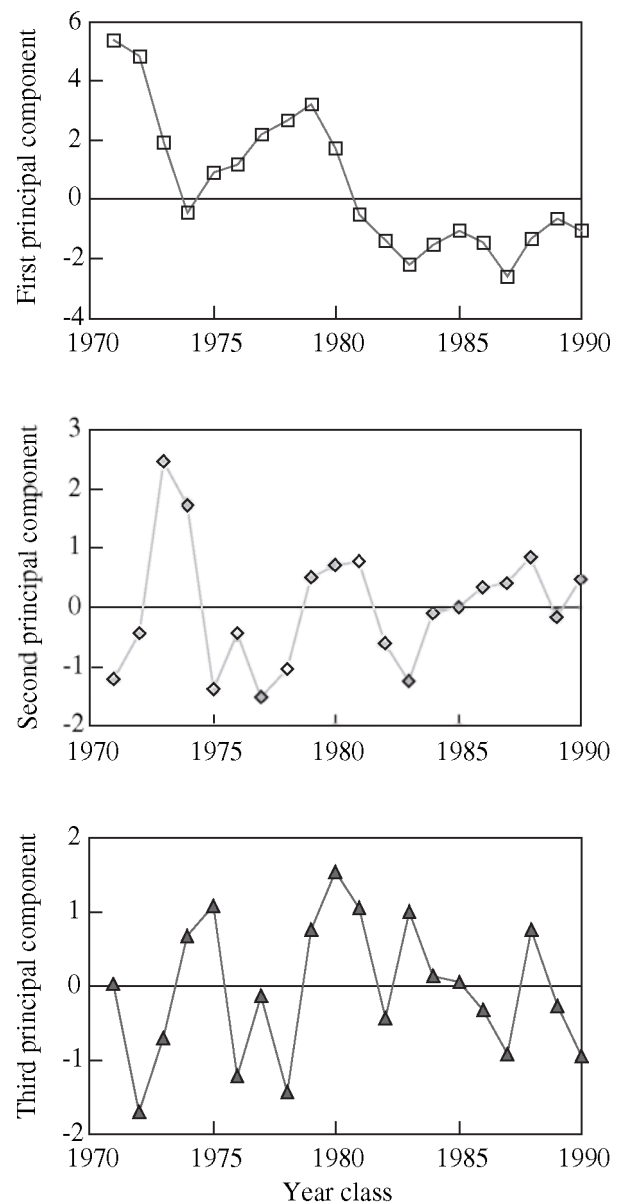 First principal component
6
4
2
0
-2
-4
1970 1975 1980 1985 1990
Second principal component
3
2
1
0
-1
-2
1970 1975 1980 1985 1990
Third principal component
2
1
0
-1
-2
1970 1975 1980 1985 1990
Year class